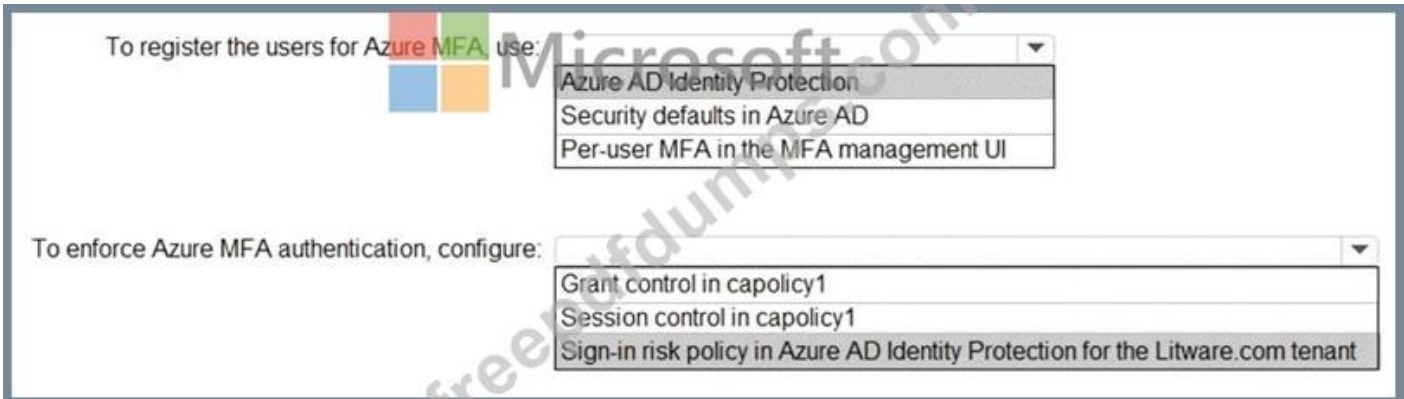 Microsoft
To register the users for Azure MFA, use:
Azure AD Identity Protection
Security defaults in Azure AD
Per-user MFA in the MFA management UI
To enforce Azure MFA authentication, configure:
Grant control in capolicy1
Session control in capolicy1
Sign-in risk policy in Azure AD Identity Protection for the Litware.com tenant
freepdfdumps.com